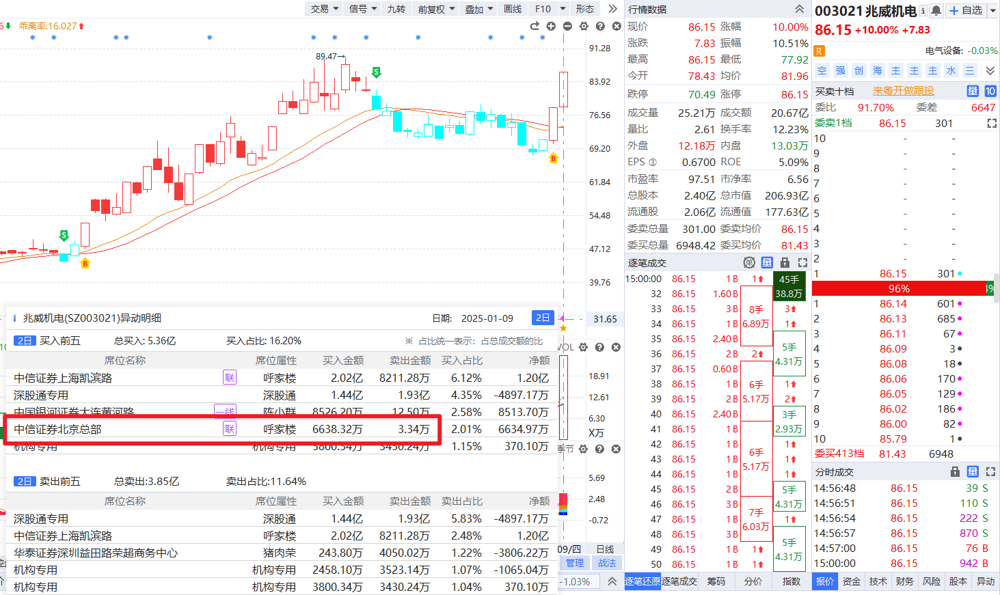 交易 信号 九转 前复权 叠加 画线 F10 形态
6 乖离率:16.027
89.47→
S
S
B
B
91.28
83.92
76.56
69.20
61.84
54.48
47.12
39.76
31.65
兆威机电(SZ003021)异动明细 日期: 2025-01-09 2日
2日 买入前五 总买入: 5.36亿 买入占比: 16.20% ※ 占比统一表示：占总成交额的比
席位名称 席位属性 买入金额 卖出金额 买入占比 净额
中信证券上海凯滨路 联 呼家楼 2.02亿 8211.28万 6.12% 1.20亿
深股通专用 深股通 1.44亿 1.93亿 4.35% -4897.17万
中国银河证券大连黄河路 一线 陈小群 8526.20万 12.50万 2.58% 8513.70万
中信证券北京总部 联 呼家楼 6638.32万 3.34万 2.01% 6634.97万
机构专用 机构专用 3800.34万 3430.24万 1.15% 370.10万
2日 卖出前五 总卖出:3.85亿 卖出占比:11.64%
席位名称 席位属性 买入金额 卖出金额 卖出占比 净额
深股通专用 深股通 1.44亿 1.93亿 5.83% -4897.17万
中信证券上海凯滨路 呼家楼 2.02亿 8211.28万 2.48% 1.20亿
华泰证券深圳益田路荣超商务中心 猪肉荣 243.80万 4050.02万 1.22% -3806.22万
机构专用 机构专用 2458.10万 3523.14万 1.07% -1065.04万
机构专用 机构专用 3800.34万 3430.24万 1.04% 370.10万
VOL
18.91
12.61
6.30
X万
季节
5.69
2.48
-0.72
09/四 日线
管理 战法
-1.03%
行情数据
现价 86.15 涨幅 10.00%
涨跌 7.83 振幅 10.51%
最高 86.15 最低 77.92
今开 78.43 均价 81.96
跌停 70.49 涨停 86.15
成交量 25.21万 成交额 20.67亿
量比 2.61 换手率 12.23%
外盘 12.18万 内盘 13.03万
EPS ③ 0.6700 ROE 5.09%
市盈率 97.51 市净率 6.56
总股本 2.40亿 总市值 206.93亿
流通股 2.06亿 流通值 177.63亿
委卖总量 301.00 委卖均价 86.15
委买总量 6948.42 委买均价 81.43
逐笔成交 单 量
15:00:00 86.15 1 B 1⬆ 45手
32 86.15 1.60 B 38.8万
33 86.15 3 B 8手 3⬆
34 86.15 1 B 6.89万 1⬆
35 86.15 2.40 B
36 86.15 2 B 2⬆ 5手
37 86.15 0.60 B 4.31万
38 86.15 1 B 6手 1⬆
39 86.15 2 B 5.17万 2⬆
40 86.15 2.40 B 3手
41 86.15 1 B 2.93万
42 86.15 1 B 1⬆
43 86.15 1 B 6手 1⬆
44 86.15 1 B 5.17万 1⬆
45 86.15 2 B 5手
46 86.15 3 B 4.31万
47 86.15 1 B 7手 1⬆
48 86.15 3 B 6.03万
49 86.15 1 B 1⬆ 5手
50 86.15 1 B 1⬆ 4.31万
逐笔还原 逐笔成交 筹码 分价 指数
003021 兆威机电 i + 自选
86.15 +10.00% +7.83
R 电气设备: -0.03%
空 强 创 海 主 主 主 水 三
买卖十档 来粤开做跟投 量 10
委比 91.70% 委差 6647
委卖1档 86.15 301
10 - -
9 - -
8 - -
7 - -
6 - -
5 - -
4 - -
3 - -
2 - -
1 86.15 301
96% 4%
1 86.14 601
2 86.13 685
3 86.11 67
4 86.09 3
5 86.08 18
6 86.06 170
7 86.05 129
8 86.02 186
9 86.00 82
10 85.79 1
委买413档 81.43 6948
分时成交 量
14:56:48 86.15 39 S
14:56:51 86.15 110 S
14:56:54 86.15 222 S
14:56:57 86.15 870 S
14:57:00 86.15 76 B
15:00:00 86.15 942 B
报价 资金 技术 财务 风险 股本 异动